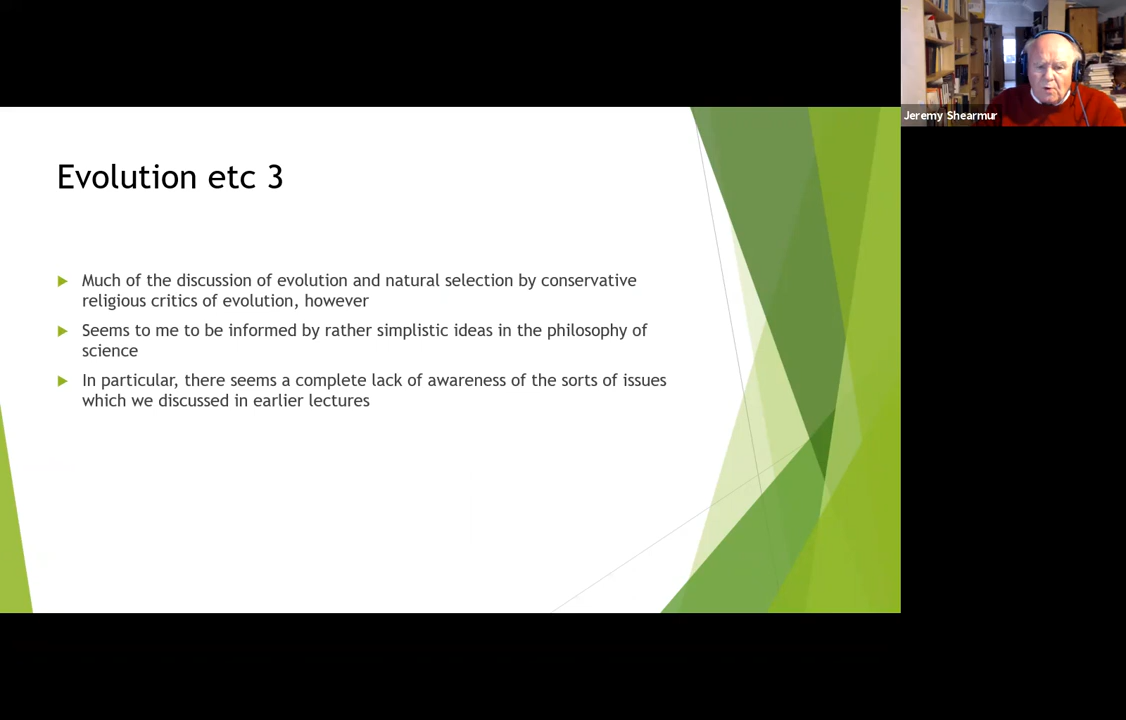 Jeremy Shearmur
Evolution etc 3
Much of the discussion of evolution and natural selection by conservative
religious critics of evolution, however
Seems to me to be informed by rather simplistic ideas in the philosophy of
science
In particular, there seems a complete lack of awareness of the sorts of issues
which we discussed in earlier lectures